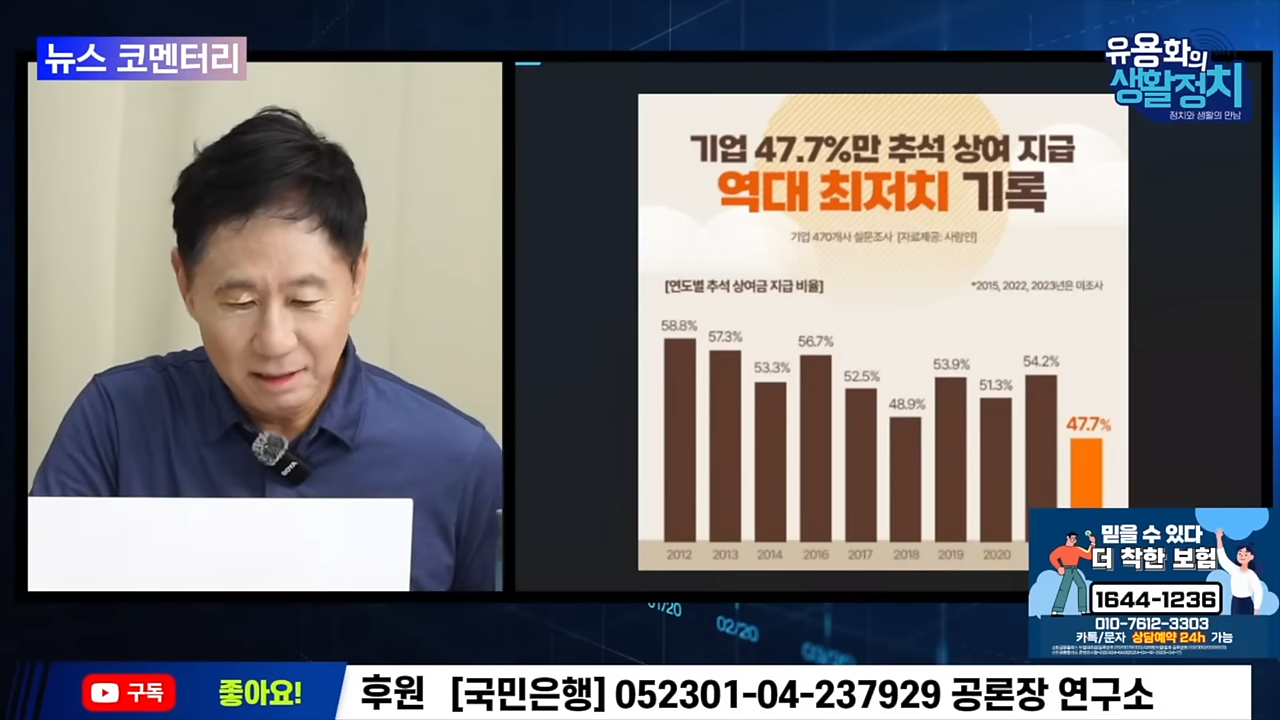 뉴스 코멘터리
유용화의
생활정치
정치와 생활의 만남
기업 47.7%만 추석 상여 지급
역대 최저치 기록
기업 470개사 설문조사 [자료제공: 사람인]
[연도별 추석 상여금 지급 비율]
*2015, 2022, 2023년은 미조사
58.8%
57.3%
53.3%
56.7%
52.5%
48.9%
53.9%
51.3%
54.2%
47.7%
2012
2013
2014
2016
2017
2018
2019
2020
BOYA
믿을 수 있다
더 착한 보험
1644-1236
010-7612-3303
카톡/문자 상담예약 24h 가능
01/20
02/20
구독
좋아요!
후원 [국민은행] 052301-04-237929 공론장 연구소